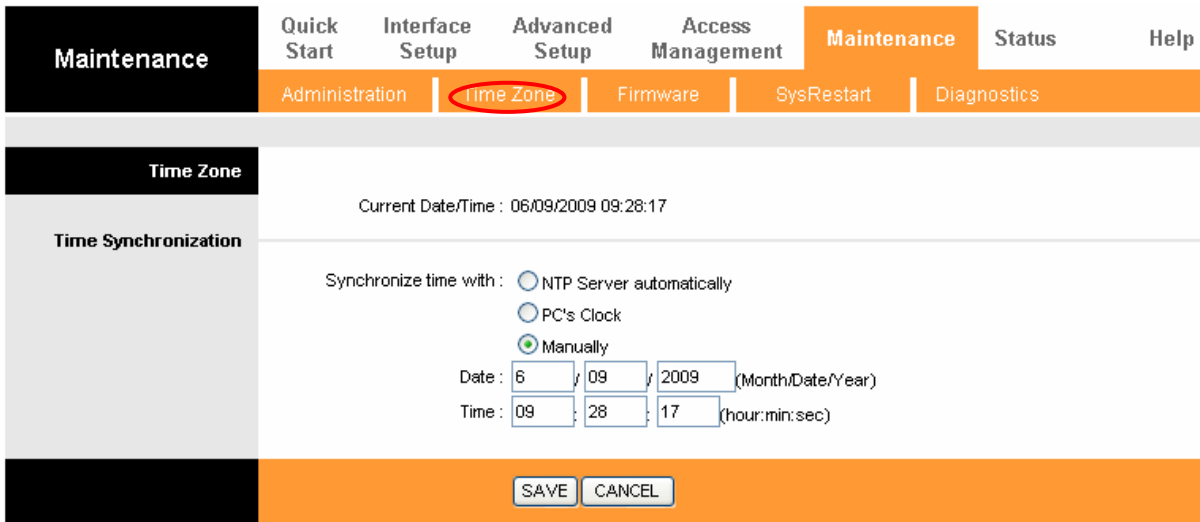 Maintenance
Quick Start
Interface Setup
Advanced Setup
Access Management
Maintenance
Status
Help
Administration
Time Zone
Firmware
SysRestart
Diagnostics
Time Zone
Current Date/Time : 06/09/2009 09:28:17
Time Synchronization
Synchronize time with : NTP Server automatically
PC's Clock
Manually
Date : 6 / 09 / 2009 (Month/Date/Year)
Time : 09 : 28 : 17 (hour:min:sec)
SAVE CANCEL